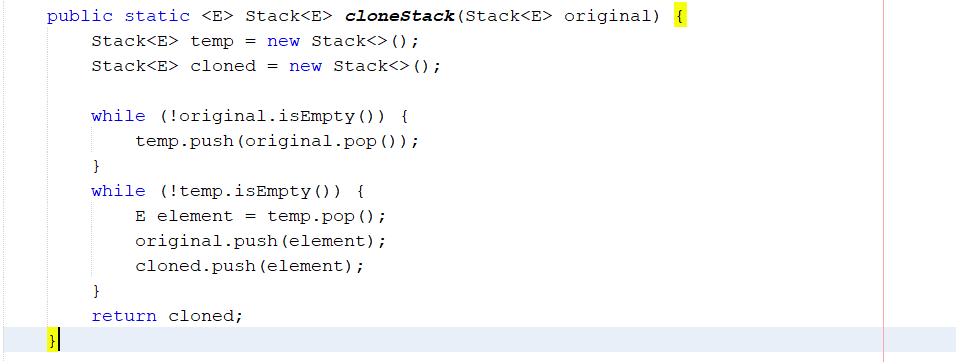 public static <E> Stack<E> cloneStack(Stack<E> original) {
    Stack<E> temp = new Stack<>();
    Stack<E> cloned = new Stack<>();

    while (!original.isEmpty()) {
        temp.push(original.pop());
    }
    while (!temp.isEmpty()) {
        E element = temp.pop();
        original.push(element);
        cloned.push(element);
    }
    return cloned;
}